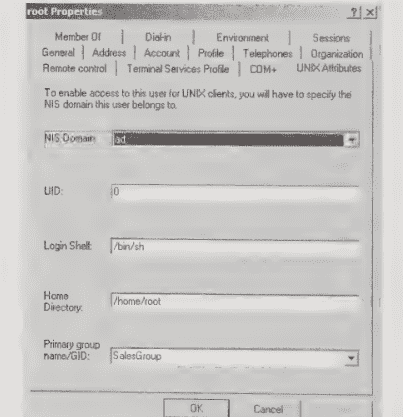 root Properties
Member Of Dial-in Environment Sessions
General Address Account Profile Telephones Organization
Remote control Terminal Services Profile COM+ UNIX Attributes
To enable access to this user for UNIX clients, you will have to specify the
NIS domain this user belongs to.
NIS Domain: ad
UID: 0
Login Shell: /bin/sh
Home
Directory: /home/root
Primary group
name/GID: SalesGroup
OK Cancel